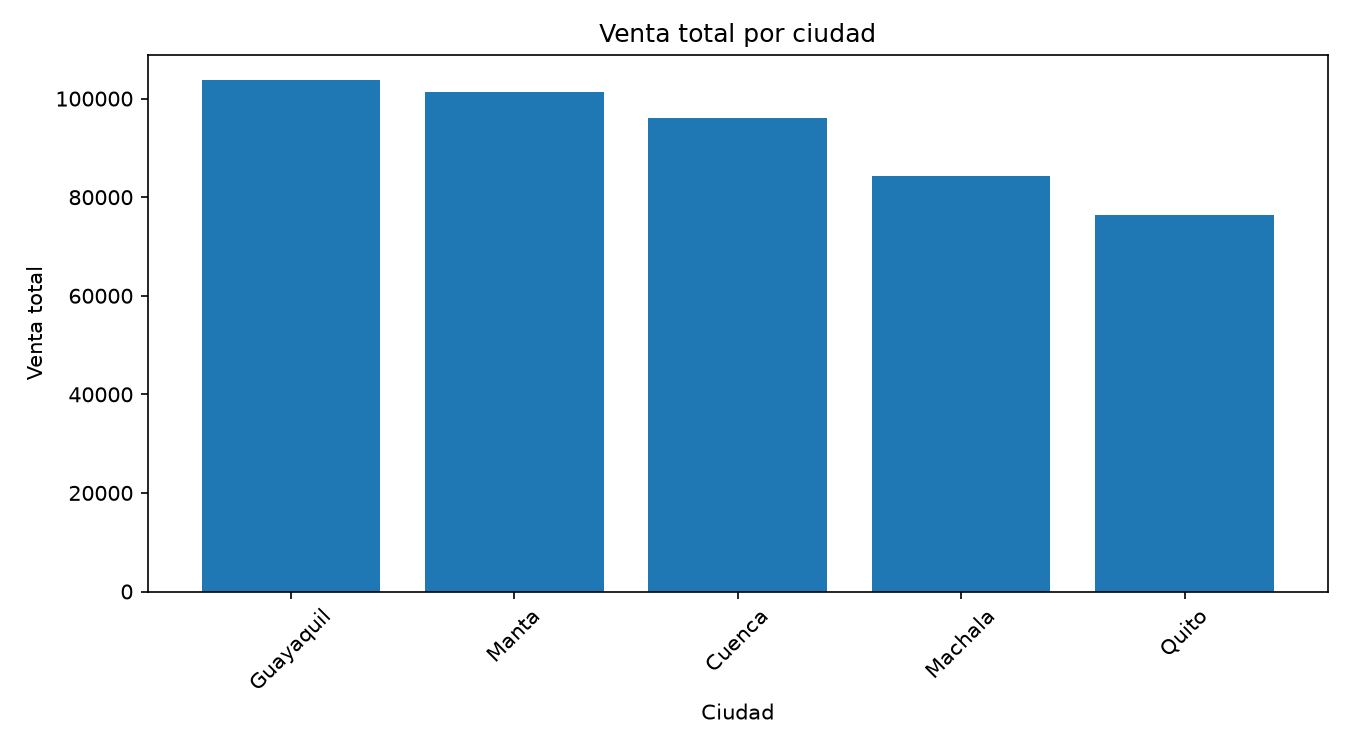 Venta total por ciudad
Venta total
100000
80000
60000
40000
20000
0
Guayaquil
Manta
Cuenca
Machala
Quito
Ciudad